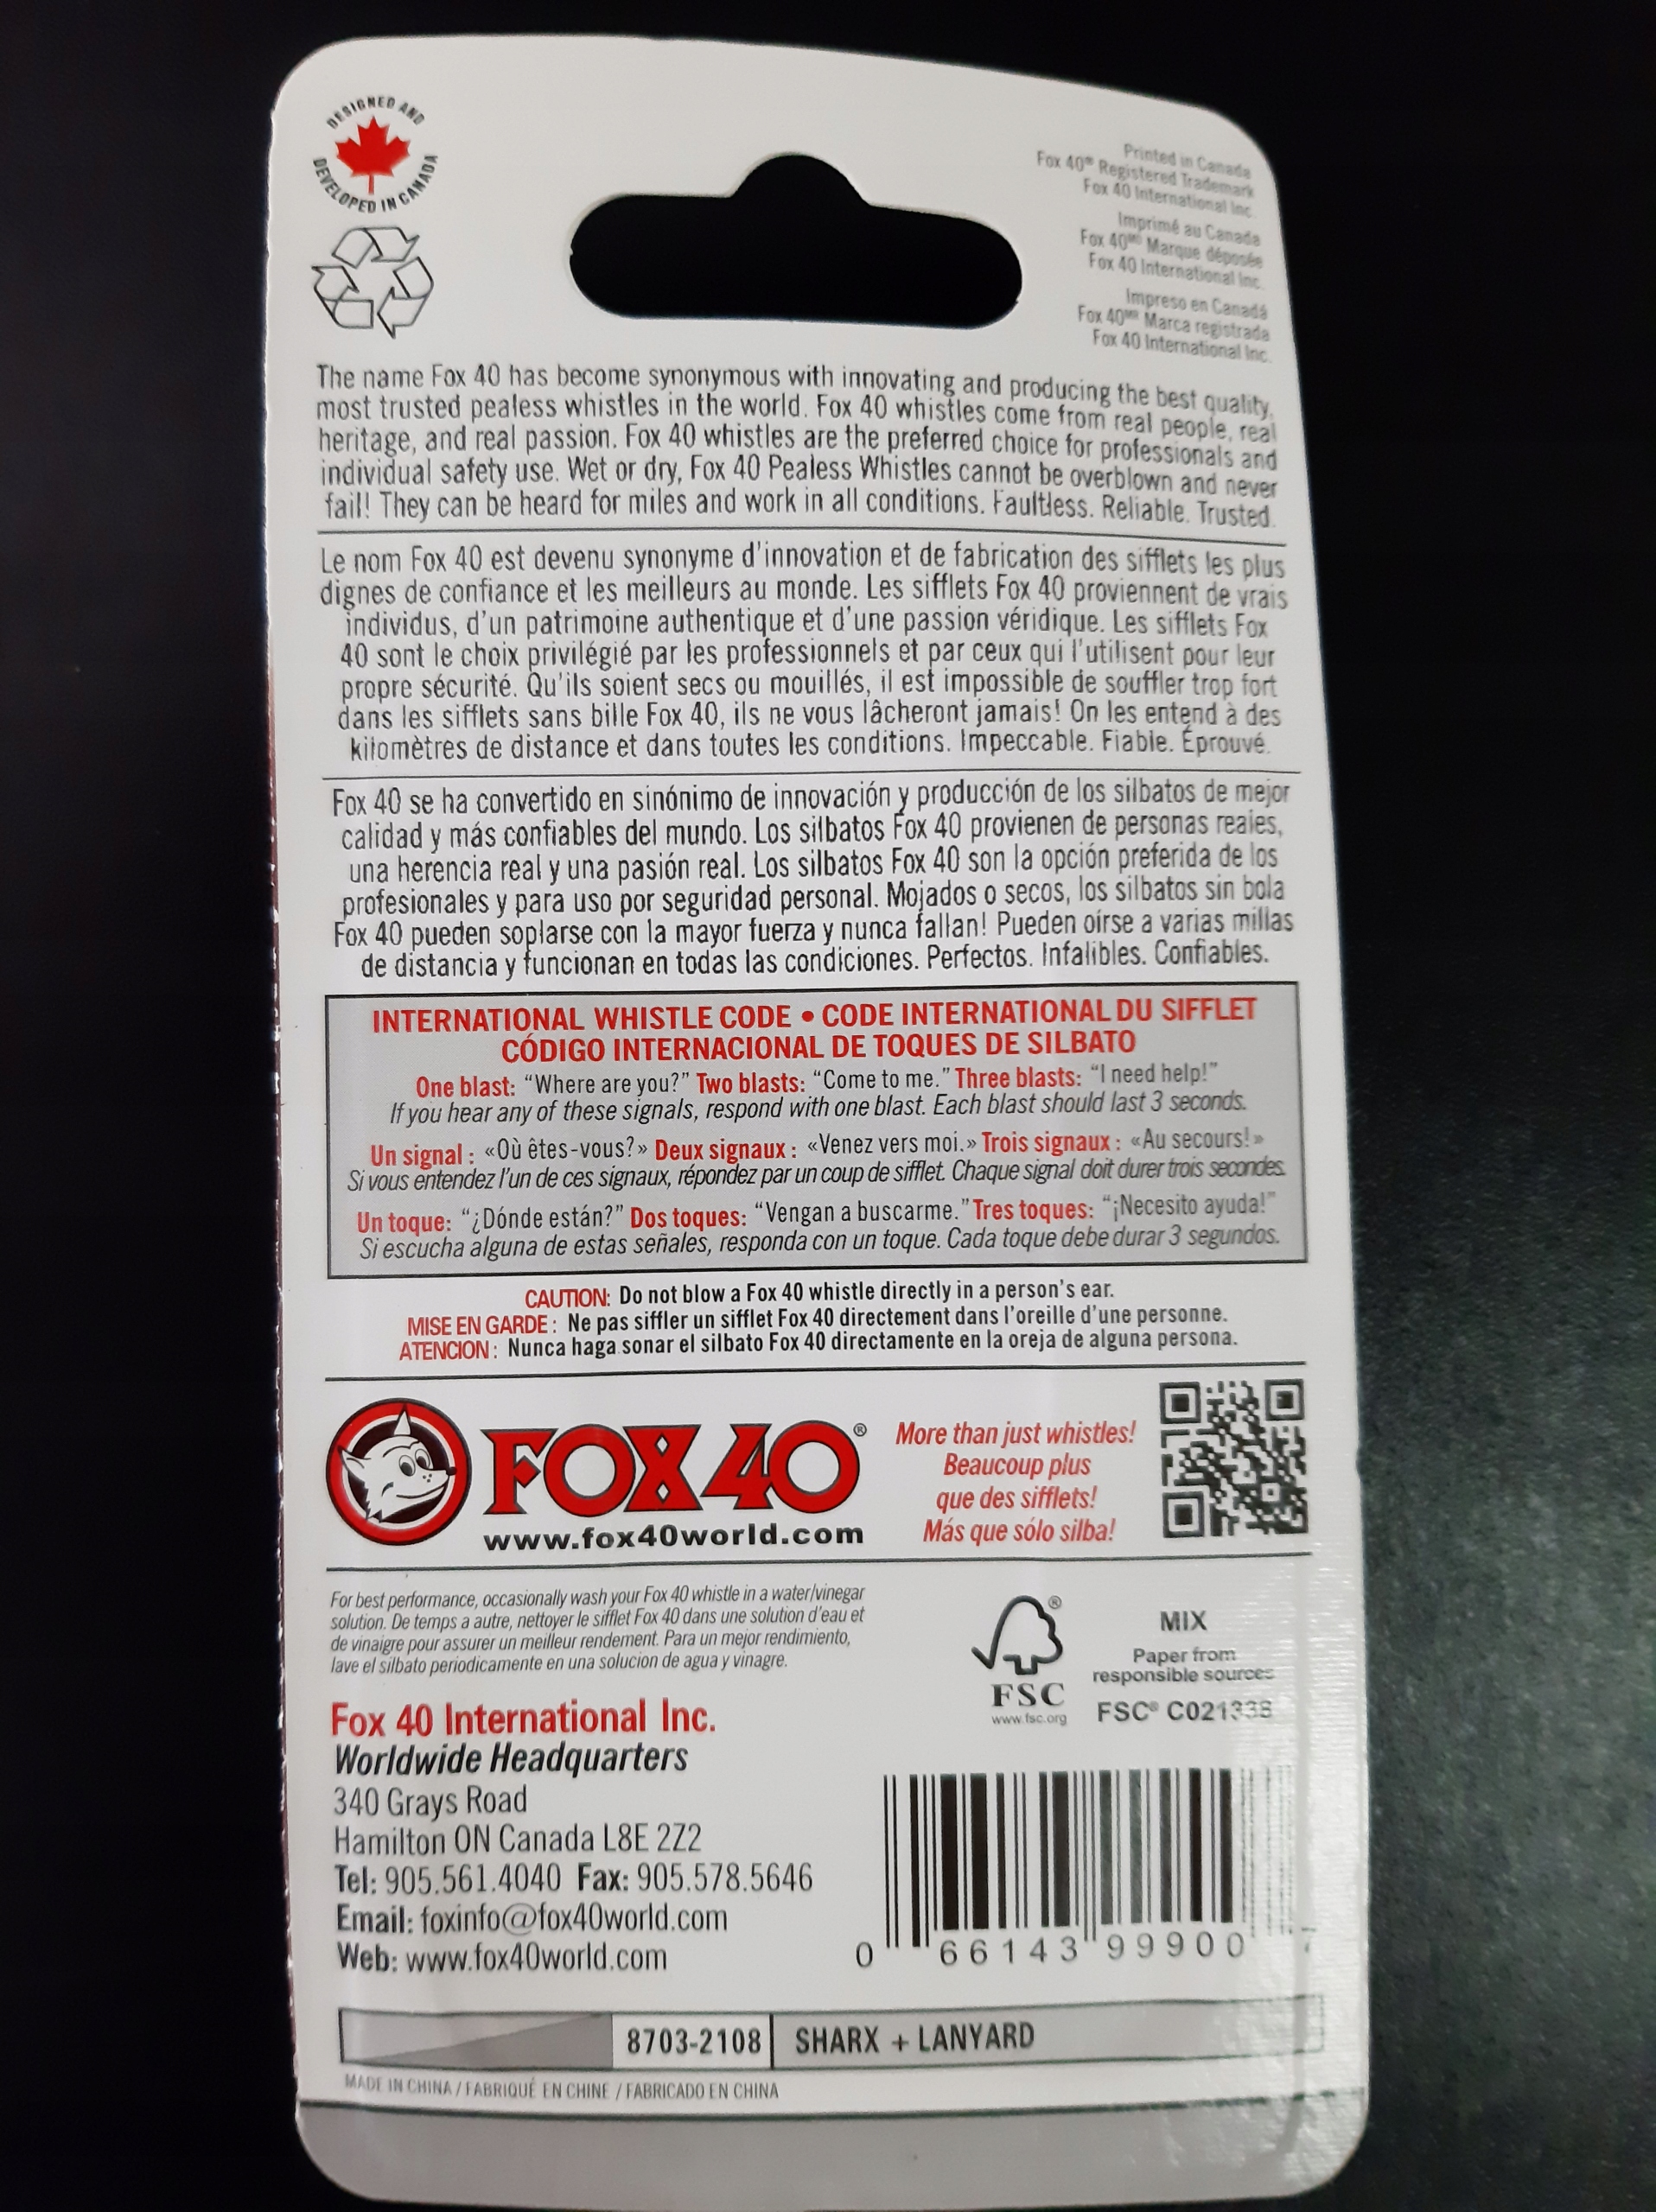 DESIGNED AND
DEVELOPED IN CANADA
Printed in Canada
Fox 40® Registered Trademark
Fox 40 International Inc.
Imprimé au Canada
Fox 40MD Marque déposée
Fox 40 International Inc.
Impreso en Canadá
Fox 40MR Marca registrada
Fox 40 International Inc.
The name Fox 40 has become synonymous with innovating and producing the best quality,
most trusted pealess whistles in the world. Fox 40 whistles come from real people, real
heritage, and real passion. Fox 40 whistles are the preferred choice for professionals and
individual safety use. Wet or dry, Fox 40 Pealess Whistles cannot be overblown and never
fail! They can be heard for miles and work in all conditions. Faultless. Reliable. Trusted.
Le nom Fox 40 est devenu synonyme d'innovation et de fabrication des sifflets les plus
dignes de confiance et les meilleurs au monde. Les sifflets Fox 40 proviennent de vrais
individus, d'un patrimoine authentique et d'une passion véridique. Les sifflets Fox
40 sont le choix privilégié par les professionnels et par ceux qui l'utilisent pour leur
propre sécurité. Qu'ils soient secs ou mouillés, il est impossible de souffler trop fort
dans les sifflets sans bille Fox 40, ils ne vous lâcheront jamais! On les entend à des
kilomètres de distance et dans toutes les conditions. Impeccable. Fiable. Éprouvé.
Fox 40 se ha convertido en sinónimo de innovación y producción de los silbatos de mejor
calidad y más confiables del mundo. Los silbatos Fox 40 provienen de personas reales,
una herencia real y una pasión real. Los silbatos Fox 40 son la opción preferida de los
profesionales y para uso por seguridad personal. Mojados o secos, los silbatos sin bola
Fox 40 pueden soplarse con la mayor fuerza y nunca fallan! Pueden oírse a varias millas
de distancia y funcionan en todas las condiciones. Perfectos. Infalibles. Confiables.
INTERNATIONAL WHISTLE CODE • CODE INTERNATIONAL DU SIFFLET
CÓDIGO INTERNACIONAL DE TOQUES DE SILBATO
One blast: "Where are you?" Two blasts: "Come to me." Three blasts: "I need help!"
If you hear any of these signals, respond with one blast. Each blast should last 3 seconds.
Un signal : «Où êtes-vous?» Deux signaux : «Venez vers moi.» Trois signaux : «Au secours!»
Si vous entendez l'un de ces signaux, répondez par un coup de sifflet. Chaque signal doit durer trois secondes.
Un toque: "¿Dónde están?" Dos toques: "Vengan a buscarme." Tres toques: "¡Necesito ayuda!"
Si escucha alguna de estas señales, responda con un toque. Cada toque debe durar 3 segundos.
CAUTION: Do not blow a Fox 40 whistle directly in a person's ear.
MISE EN GARDE : Ne pas siffler un sifflet Fox 40 directement dans l'oreille d'une personne.
ATENCION : Nunca haga sonar el silbato Fox 40 directamente en la oreja de alguna persona.
FOX 40®
www.fox40world.com
More than just whistles!
Beaucoup plus
que des sifflets!
Más que sólo silba!
For best performance, occasionally wash your Fox 40 whistle in a water/vinegar
solution. De temps a autre, nettoyer le sifflet Fox 40 dans une solution d'eau et
de vinaigre pour assurer un meilleur rendement. Para un mejor rendimiento,
lave el silbato periodicamente en una solucion de agua y vinagre.
®
FSC
www.fsc.org
MIX
Paper from
responsible sources
FSC® C021338
Fox 40 International Inc.
Worldwide Headquarters
340 Grays Road
Hamilton ON Canada L8E 2Z2
Tel: 905.561.4040 Fax: 905.578.5646
Email: foxinfo@fox40world.com
Web: www.fox40world.com
0 66143 99900 7
8703-2108 SHARX + LANYARD
MADE IN CHINA / FABRIQUÉ EN CHINE / FABRICADO EN CHINA